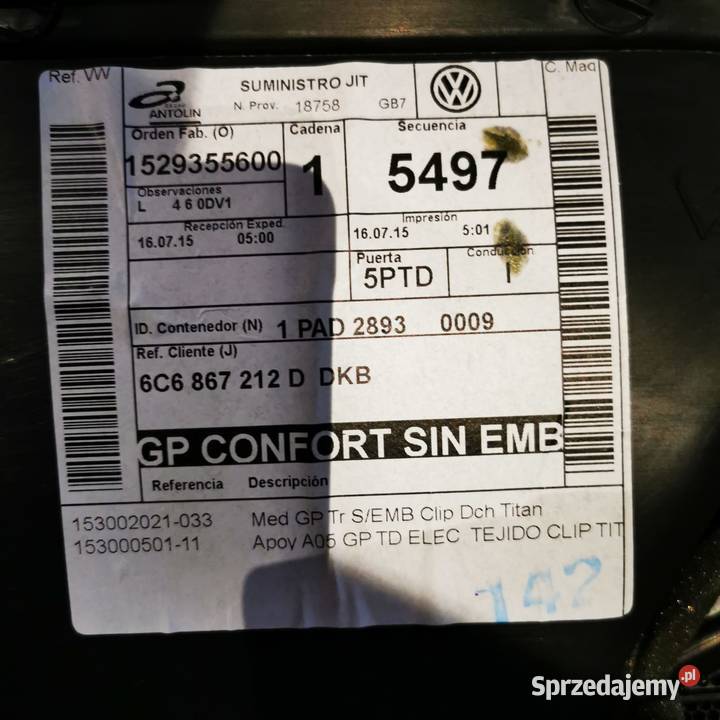 Ref. VW
GRUPO ANTOLIN
SUMINISTRO JIT
N. Prov. 18758 GB7
C. Maq
Orden Fab. (O)
1529355600
Cadena
1
Secuencia
5497
Observaciones
L 4 6 0DV1
Recepción Exped.
16.07.15 05:00
Impresión
16.07.15 5:01
Puerta
5PTD
Conducción
I
ID. Contenedor (N) 1 PAD 2893 0009
Ref. Cliente (J)
6C6 867 212 D DKB
GP CONFORT SIN EMB
Referencia Descripción
153002021-033 Med GP Tr S/EMB Clip Dch Titan
153000501-11 Apoy A05 GP TD ELEC TEJIDO CLIP TIT
142
Sprzedajemy.pl